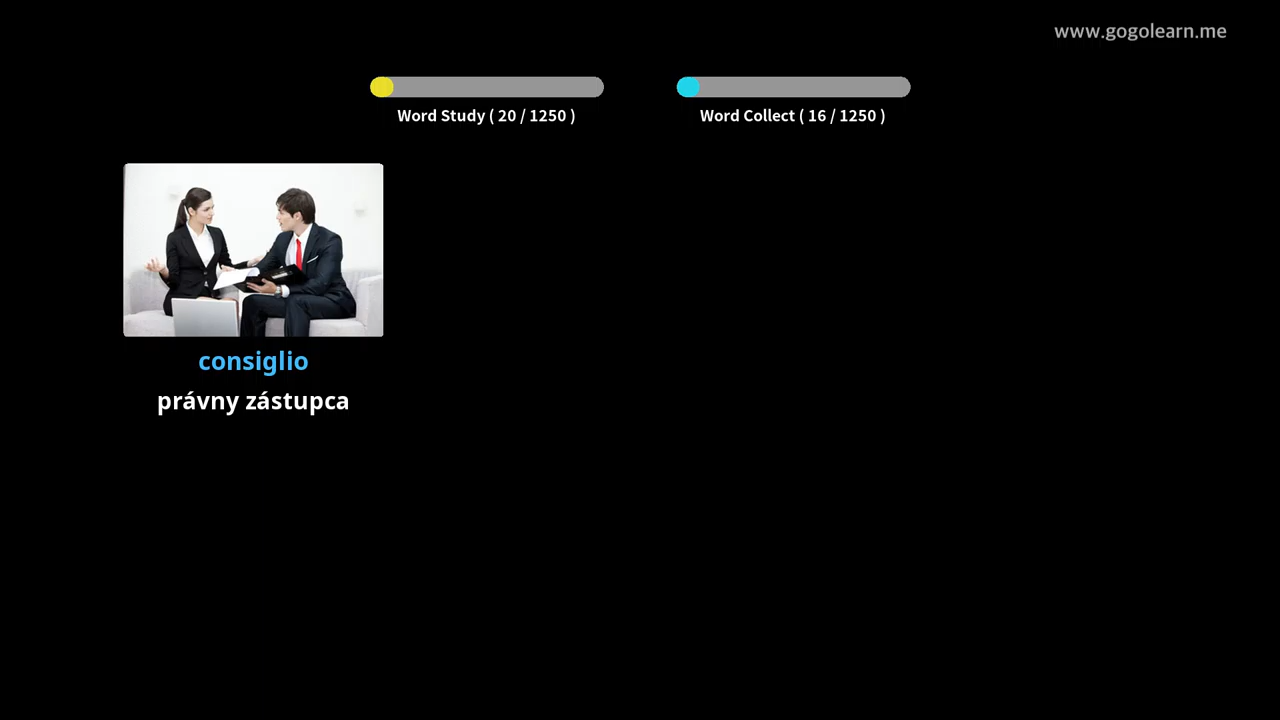 www.gogolearn.me
Word Study ( 20 / 1250 )
Word Collect ( 16 / 1250 )
consiglio
právny zástupca